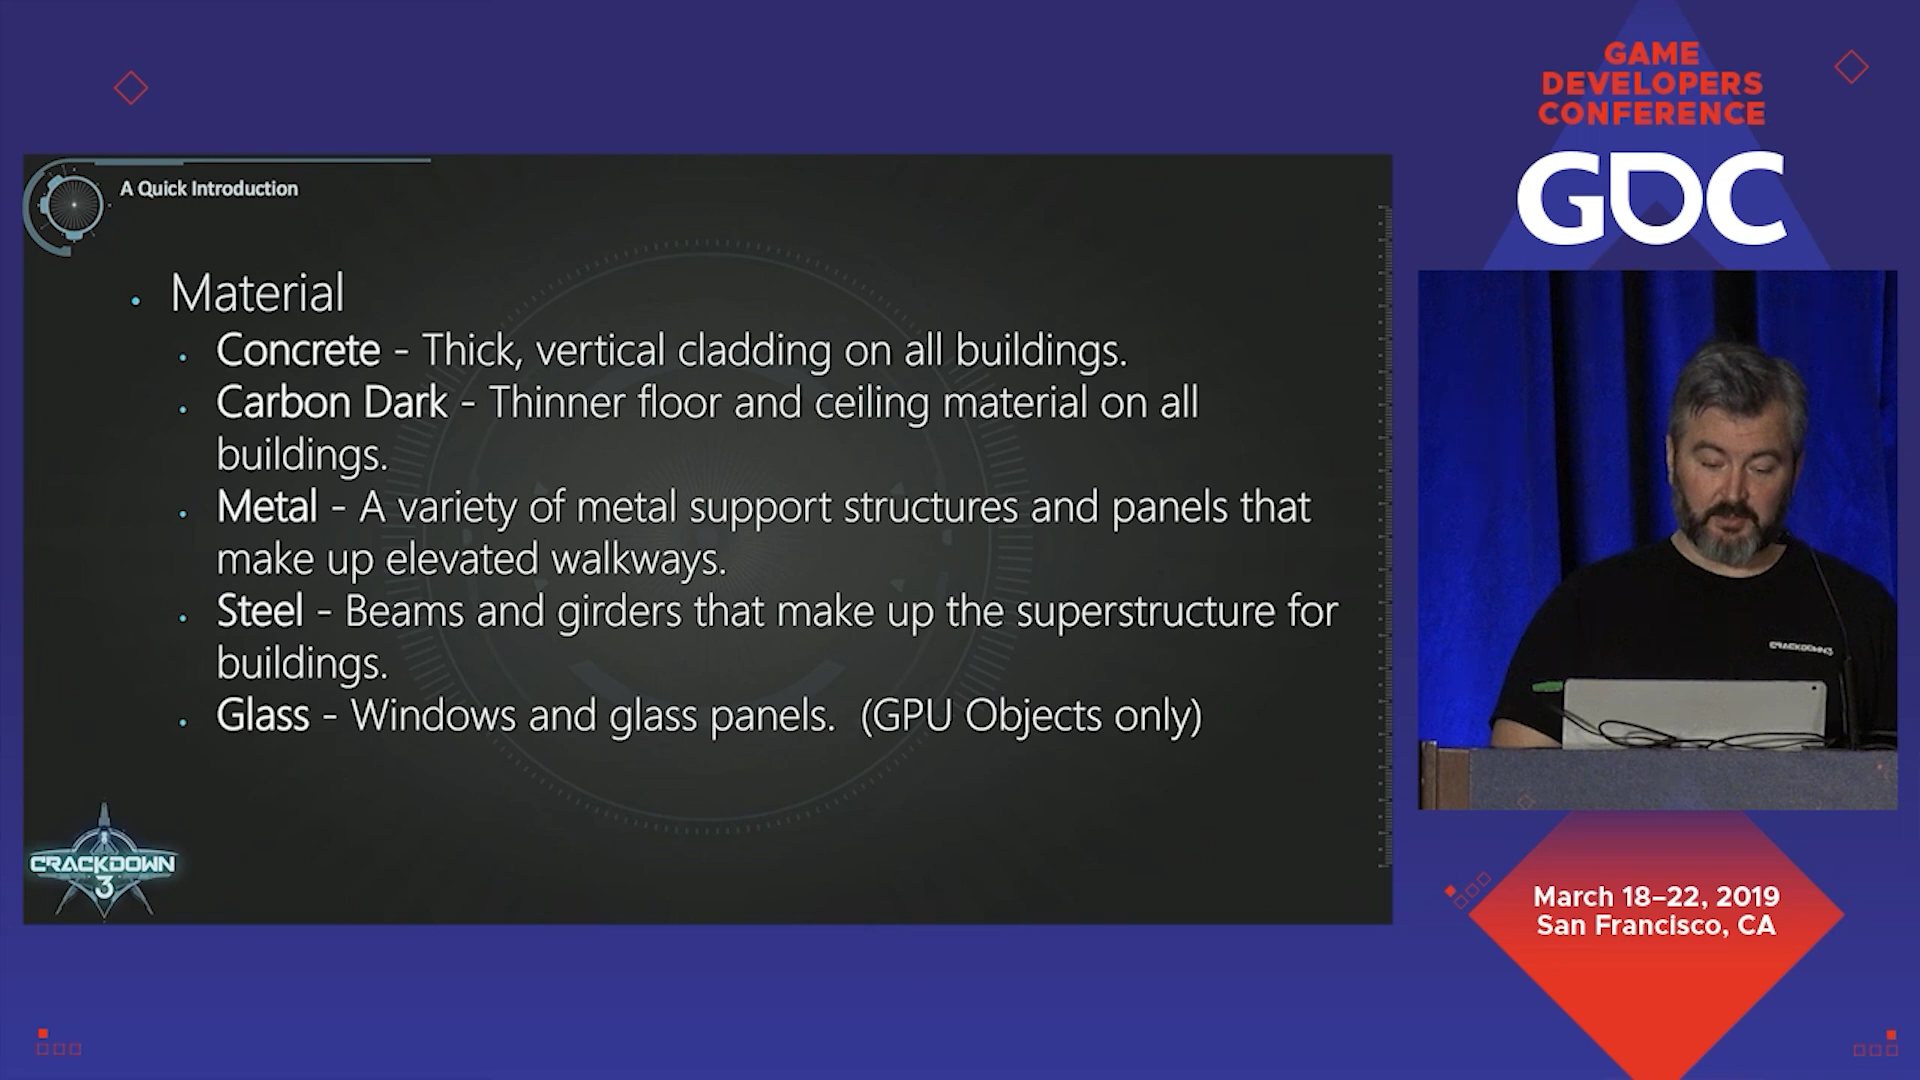 GAME
DEVELOPERS
CONFERENCE
GDC
A Quick Introduction
• Material
• Concrete - Thick, vertical cladding on all buildings.
• Carbon Dark - Thinner floor and ceiling material on all
buildings.
• Metal - A variety of metal support structures and panels that
make up elevated walkways.
• Steel - Beams and girders that make up the superstructure for
buildings.
• Glass - Windows and glass panels. (GPU Objects only)
CRACKDOWN
3
CRACKDOWN3
March 18–22, 2019
San Francisco, CA